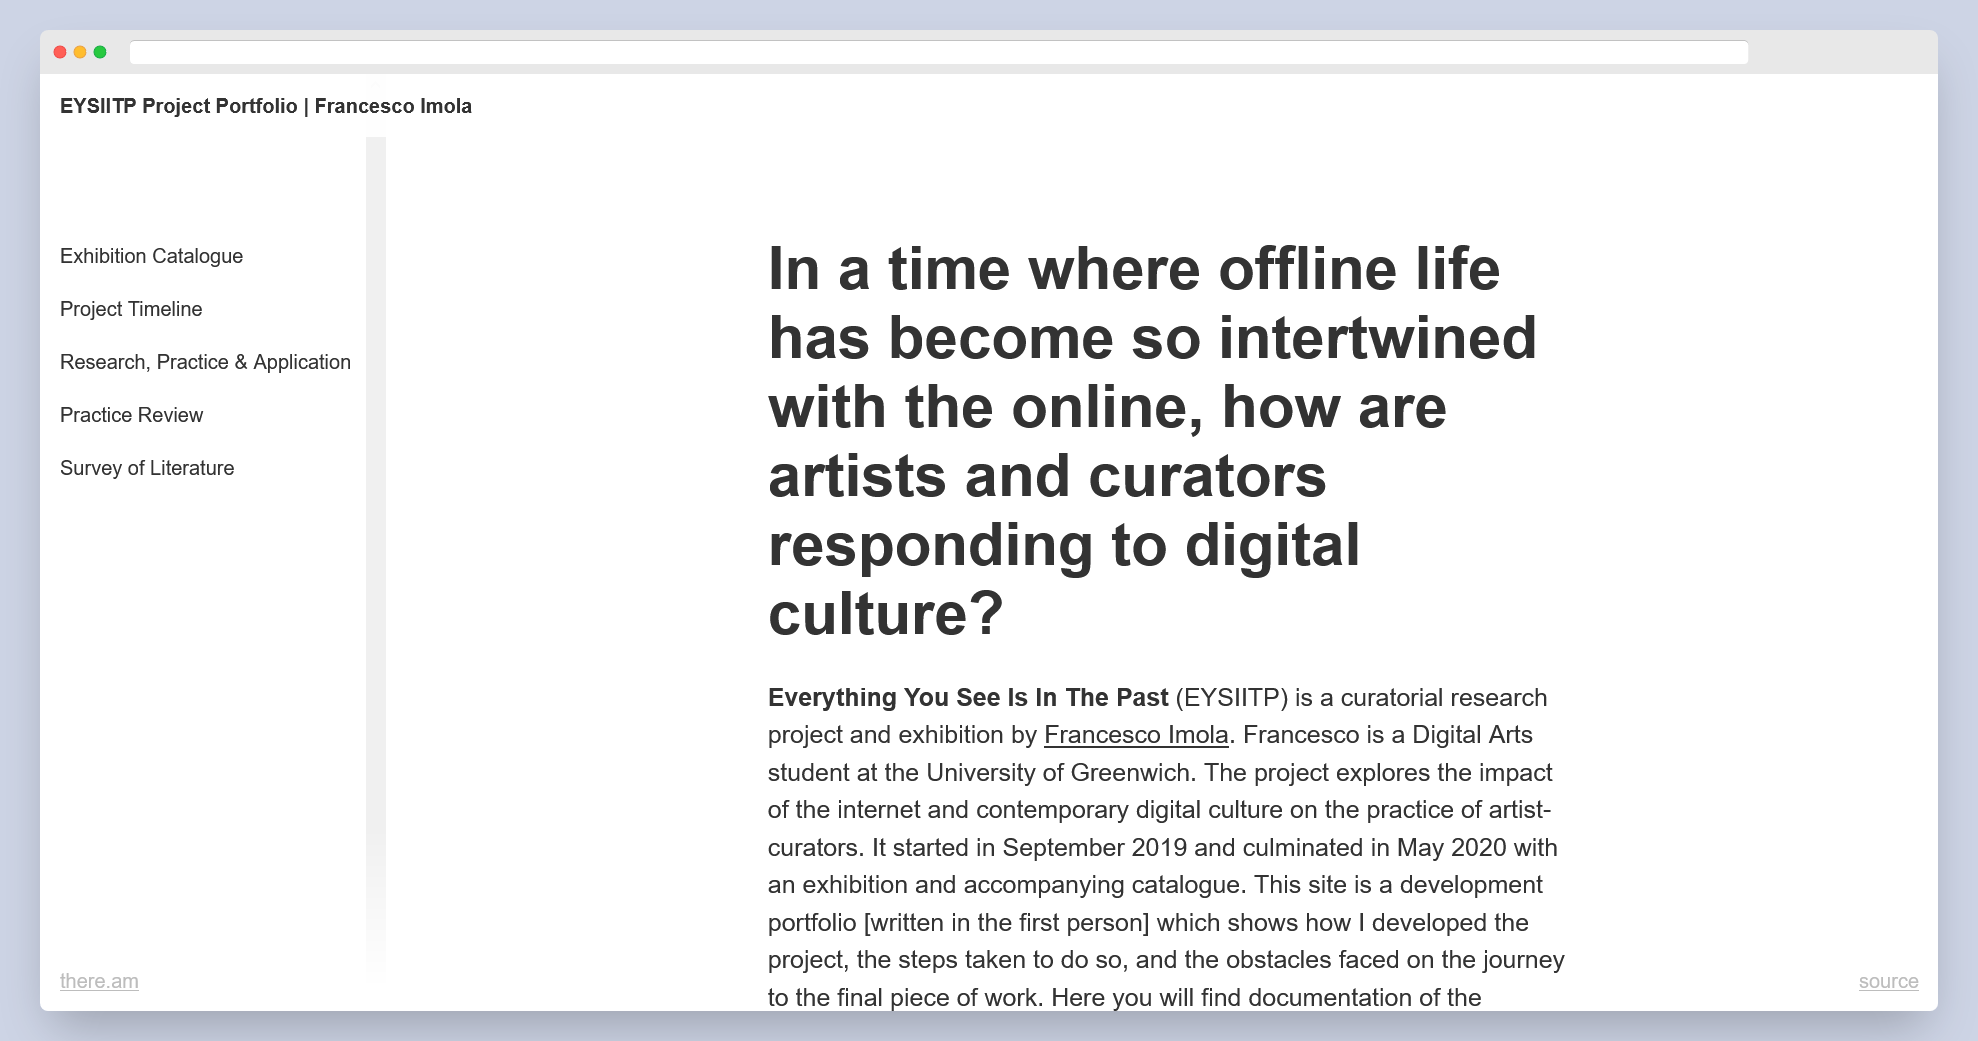 EYSIITP Project Portfolio | Francesco Imola
Exhibition Catalogue
Project Timeline
Research, Practice & Application
Practice Review
Survey of Literature
In a time where offline life
has become so intertwined
with the online, how are
artists and curators
responding to digital
culture?
Everything You See Is In The Past (EYSIITP) is a curatorial research
project and exhibition by Francesco Imola. Francesco is a Digital Arts
student at the University of Greenwich. The project explores the impact
of the internet and contemporary digital culture on the practice of artist-
curators. It started in September 2019 and culminated in May 2020 with
an exhibition and accompanying catalogue. This site is a development
portfolio [written in the first person] which shows how I developed the
project, the steps taken to do so, and the obstacles faced on the journey
to the final piece of work. Here you will find documentation of the
there.am
source